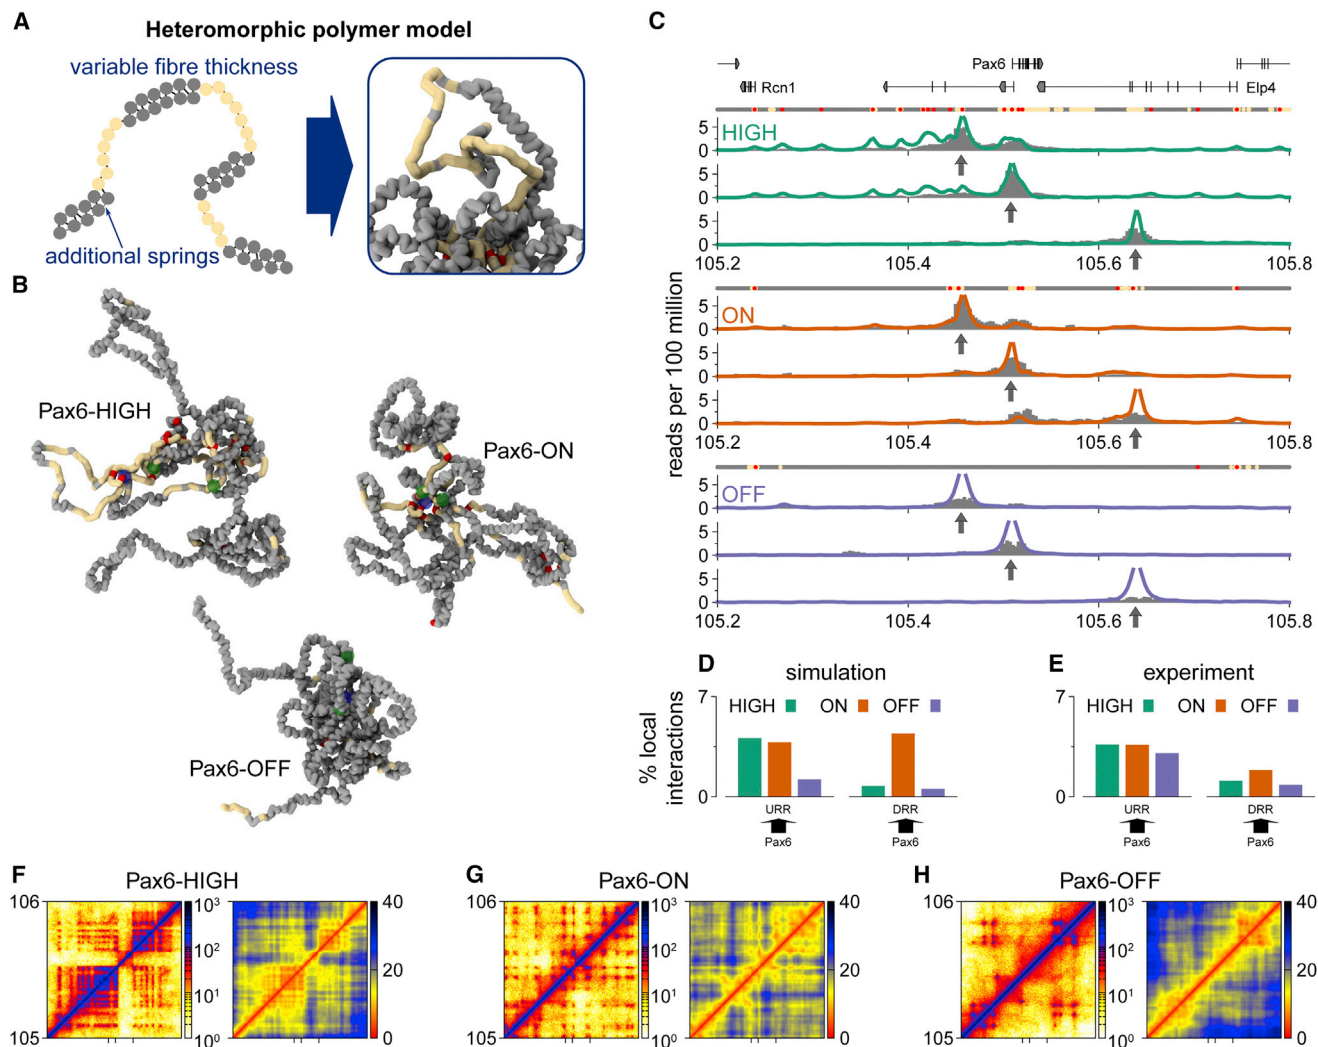 A
Heteromorphic polymer model
variable fibre thickness
additional springs
B
Pax6-HIGH
Pax6-ON
Pax6-OFF
C
Pax6
Rcn1
Elp4
reads per 100 million
HIGH
5
0
5
0
5
0
105.2
105.4
105.6
105.8
ON
5
0
5
0
5
0
105.2
105.4
105.6
105.8
OFF
5
0
5
0
5
0
105.2
105.4
105.6
105.8
D
simulation
% local
interactions
7
0
HIGH
ON
OFF
URR
DRR
Pax6
Pax6
E
experiment
7
0
HIGH
ON
OFF
URR
DRR
Pax6
Pax6
F
Pax6-HIGH
106
105
10³
10²
10¹
10⁰
40
20
0
G
Pax6-ON
106
105
10³
10²
10¹
10⁰
40
20
0
H
Pax6-OFF
106
105
10³
10²
10¹
10⁰
40
20
0